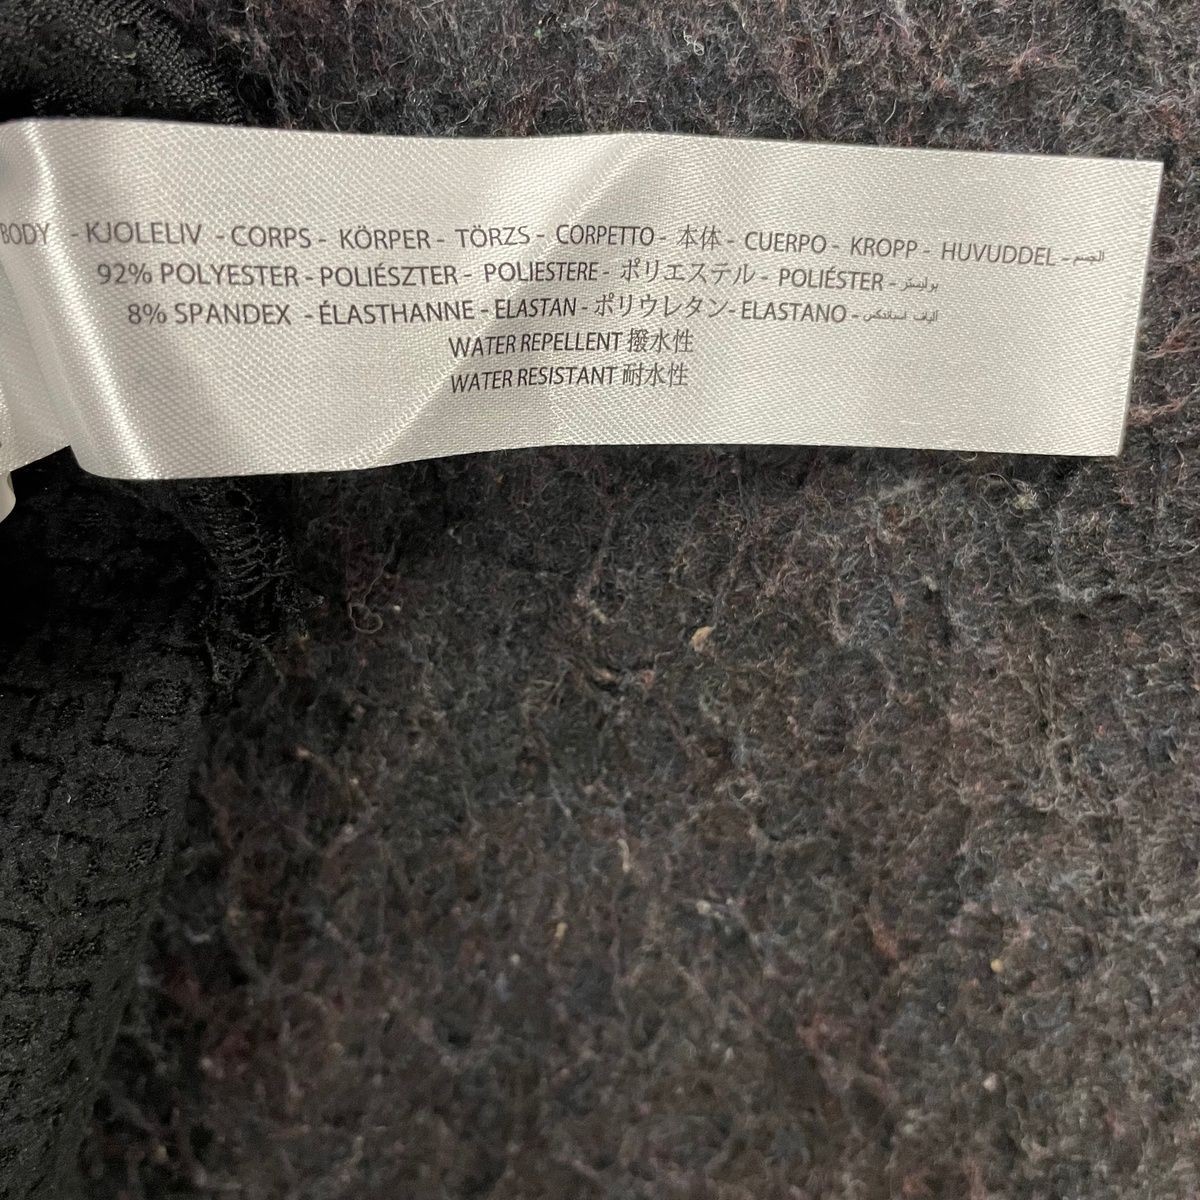 BODY - KJOLELIV - CORPS - KÖRPER - TÖRZS - CORPETTO - 本体 - CUERPO - KROPP - HUVUDDEL - الجسم
92% POLYESTER - POLIÉSZTER - POLIESTERE - ポリエステル - POLIÉSTER - بوليستر
8% SPANDEX - ÉLASTHANNE - ELASTAN - ポリウレタン - ELASTANO - ألياف اسباندكس
WATER REPELLENT 撥水性
WATER RESISTANT 耐水性